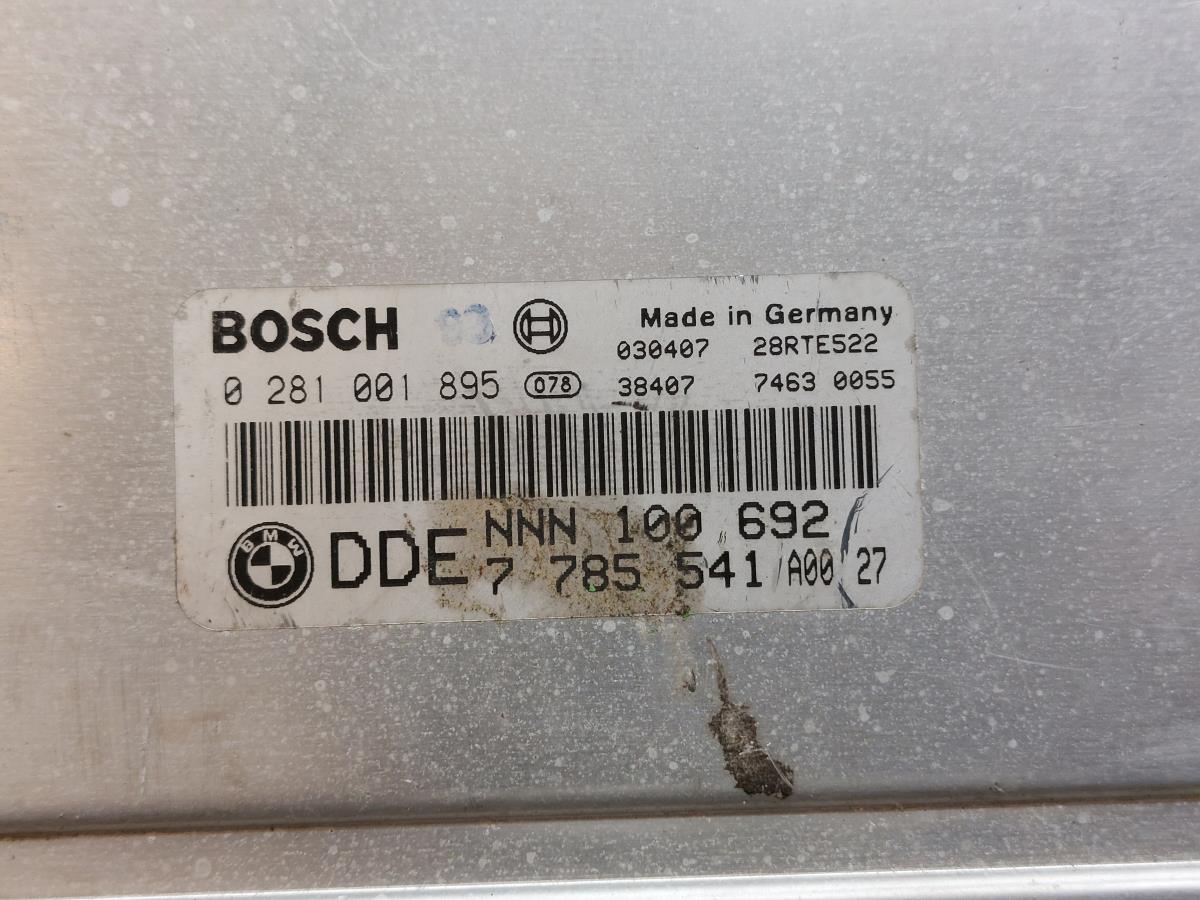 BOSCH
Made in Germany
030407 28RTE522
0 281 001 895 078 38407 7463 0055
BMW
DDE NNN 100 692
7 785 541 A00 27